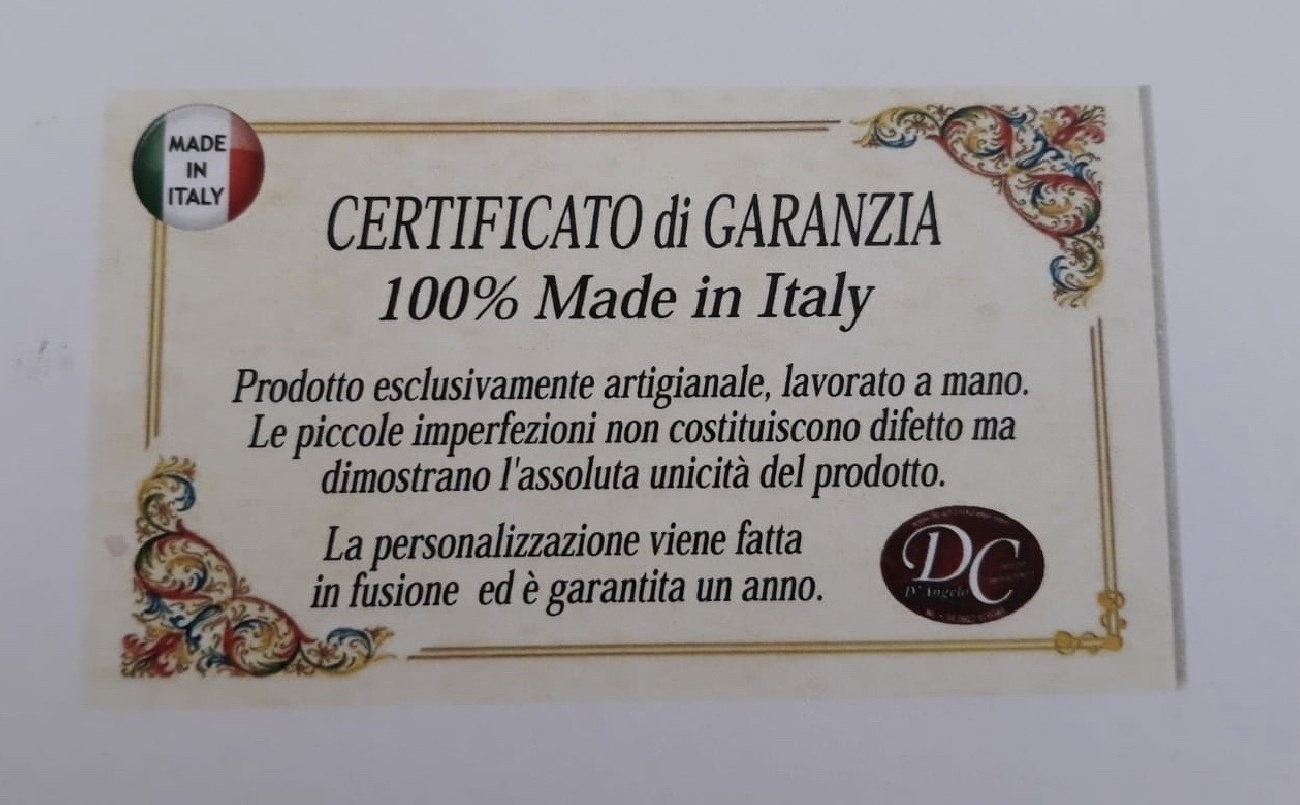 MADE
IN
ITALY
CERTIFICATO di GARANZIA
100% Made in Italy
Prodotto esclusivamente artigianale, lavorato a mano.
Le piccole imperfezioni non costituiscono difetto ma
dimostrano l'assoluta unicità del prodotto.
La personalizzazione viene fatta
in fusione ed è garantita un anno.
DC
D'Angelo